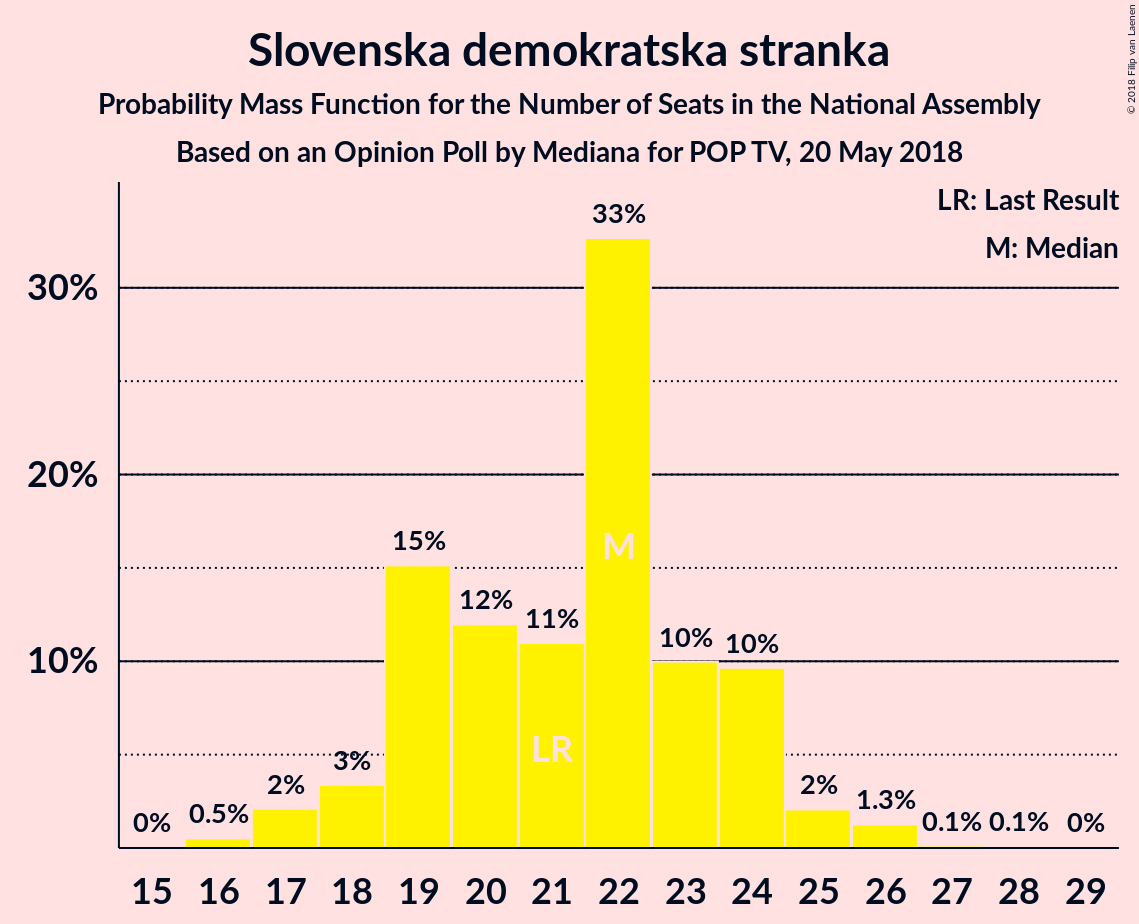 Slovenska demokratska stranka
Probability Mass Function for the Number of Seats in the National Assembly
Based on an Opinion Poll by Mediana for POP TV, 20 May 2018
© 2018 Filip van Laenen
LR: Last Result
M: Median
30%
20%
10%
0%
0.5%
2%
3%
15%
12%
11%
33%
10%
10%
2%
1.3%
0.1%
0.1%
0%
M
LR
15 16 17 18 19 20 21 22 23 24 25 26 27 28 29